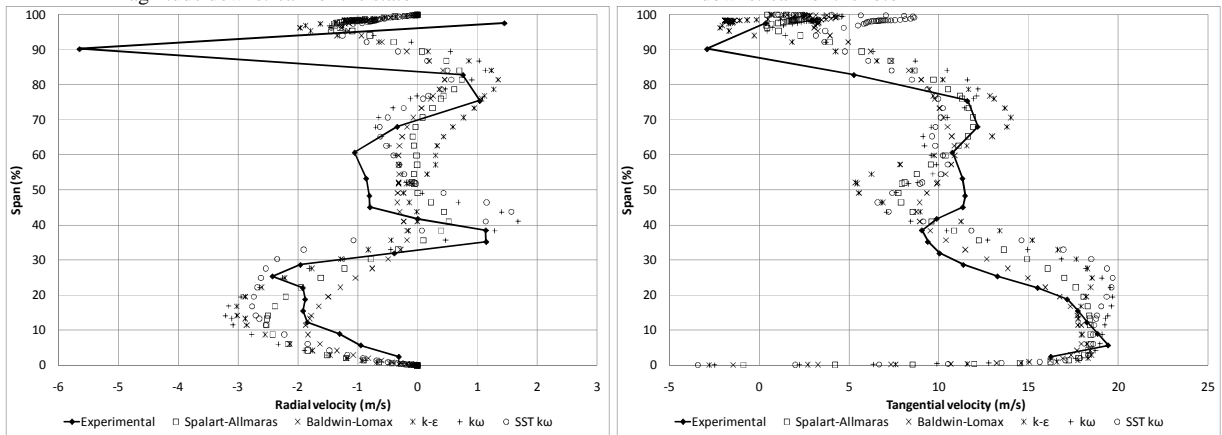 100
90
80
70
60
50
40
30
20
10
0
Span (%)
-6 -5 -4 -3 -2 -1 0 1 2 3
Radial velocity (m/s)
Experimental Spalart-Allmaras Baldwin-Lomax k-ε kω SST kω
100
90
80
70
60
50
40
30
20
10
0
Span (%)
-5 0 5 10 15 20 25
Tangential velocity (m/s)
Experimental Spalart-Allmaras Baldwin-Lomax k-ε kω SST kω